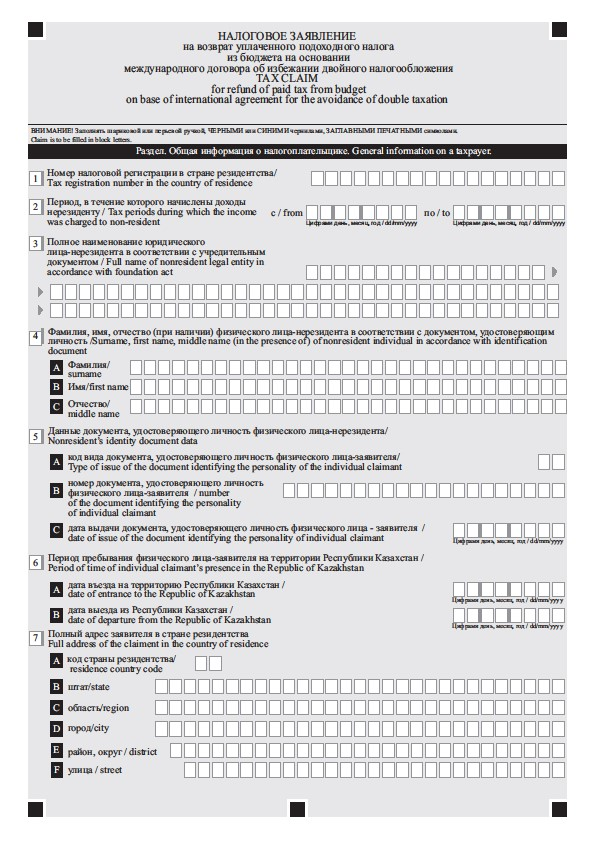 НАЛОГОВОЕ ЗАЯВЛЕНИЕ
на возврат уплаченного подоходного налога
из бюджета на основании
международного договора об избежании двойного налогообложения
TAX CLAIM
for refund of paid tax from budget
on base of international agreement for the avoidance of double taxation
ВНИМАНИЕ! Заполнять шариковой или перьевой ручкой, ЧЕРНЫМИ или СИНИМИ чернилами, ЗАГЛАВНЫМИ ПЕЧАТНЫМИ символами.
Claim is to be filled in block letters.
Раздел. Общая информация о налогоплательщике. General information on a taxpayer.
1 Номер налоговой регистрации в стране резидентства/
Tax registration number in the country of residence
2 Период, в течение которого начислены доходы
нерезиденту / Tax periods during which the income
was charged to non-resident
с / from
по / to
Цифрами день, месяц, год / dd/mm/yyyy
Цифрами день, месяц, год / dd/mm/yyyy
3 Полное наименование юридического
лица-нерезидента в соответствии с учредительным
документом / Full name of nonresident legal entity in
accordance with foundation act
4 Фамилия, имя, отчество (при наличии) физического лица-нерезидента в соответствии с документом, удостоверяющим
личность /Surname, first name, middle name (in the presence of) of nonresident individual in accordance with identification
document
A Фамилия/
surname
B Имя/first name
C Отчество/
middle name
5 Данные документа, удостоверяющего личность физического лица-нерезидента/
Nonresident's identity document data
A код вида документа, удостоверяющего личность физического лица-заявителя/
Type of issue of the document identifying the personality of the individual claimant
B номер документа, удостоверяющего личность
физического лица-заявителя / number
of the document identifying the personality
of individual claimant
C дата выдачи документа, удостоверяющего личность физического лица - заявителя /
date of issue of the document identifying the personality of individual claimant
Цифрами день, месяц, год / dd/mm/yyyy
6 Период пребывания физического лица-заявителя на территории Республики Казахстан /
Period of time of individual claimant's presence in the Republic of Kazakhstan
A дата въезда на территорию Республики Казахстан /
date of entrance to the Republic of Kazakhstan
Цифрами день, месяц, год / dd/mm/yyyy
B дата выезда из Республики Казахстан /
date of departure from the Republic of Kazakhstan
Цифрами день, месяц, год / dd/mm/yyyy
7 Полный адрес заявителя в стране резидентства
Full address of the claiment in the country of residence
A код страны резидентства/
residence country code
B штат/state
C область/region
D город/city
E район, округ / district
F улица / street